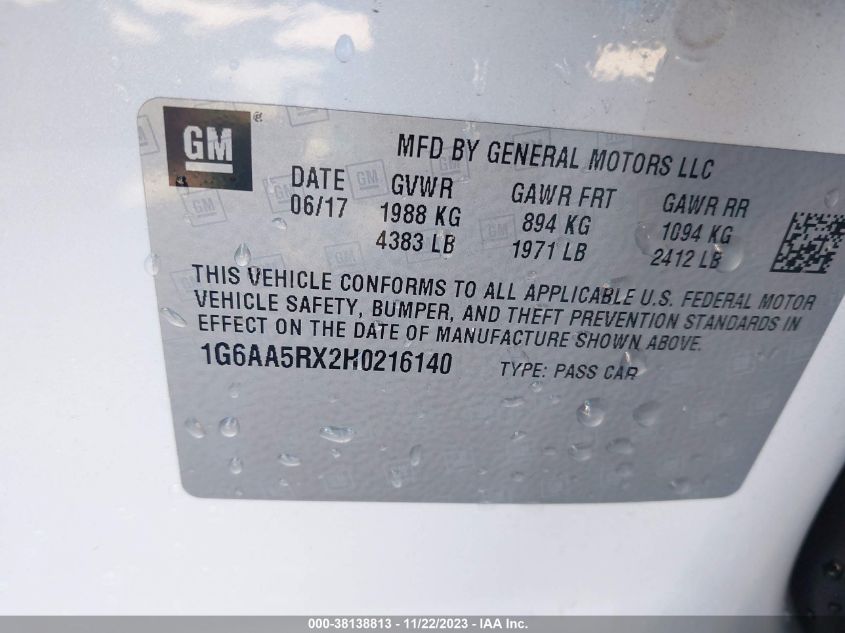 GM
MFD BY GENERAL MOTORS LLC
DATE GVWR GAWR FRT GAWR RR
06/17 1988 KG 894 KG 1094 KG
4383 LB 1971 LB 2412 LB
THIS VEHICLE CONFORMS TO ALL APPLICABLE U.S. FEDERAL MOTOR
VEHICLE SAFETY, BUMPER, AND THEFT PREVENTION STANDARDS IN
EFFECT ON THE DATE OF MANUFACTURE SHOWN ABOVE.
1G6AA5RX2H0216140 TYPE: PASS CAR
000-38138813 - 11/22/2023 - IAAI.com